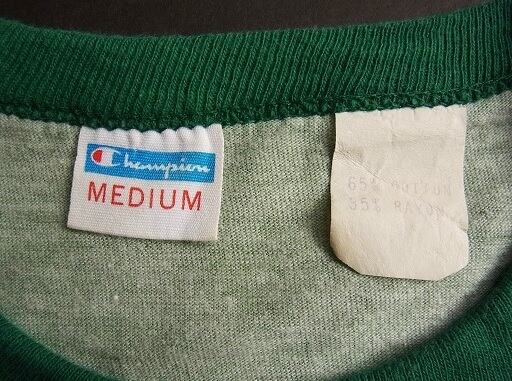 Champion
MEDIUM
65% COTTON
35% RAYON